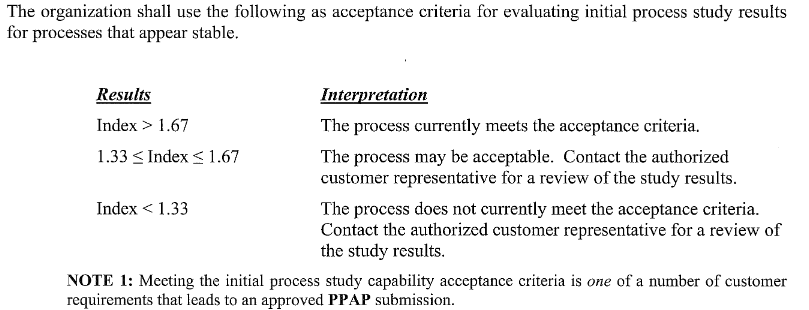 The organization shall use the following as acceptance criteria for evaluating initial process study results
for processes that appear stable.
Results Interpretation
Index > 1.67 The process currently meets the acceptance criteria.
1.33 ≤ Index ≤ 1.67 The process may be acceptable. Contact the authorized
customer representative for a review of the study results.
Index < 1.33 The process does not currently meet the acceptance criteria.
Contact the authorized customer representative for a review of
the study results.
NOTE 1: Meeting the initial process study capability acceptance criteria is one of a number of customer
requirements that leads to an approved PPAP submission.